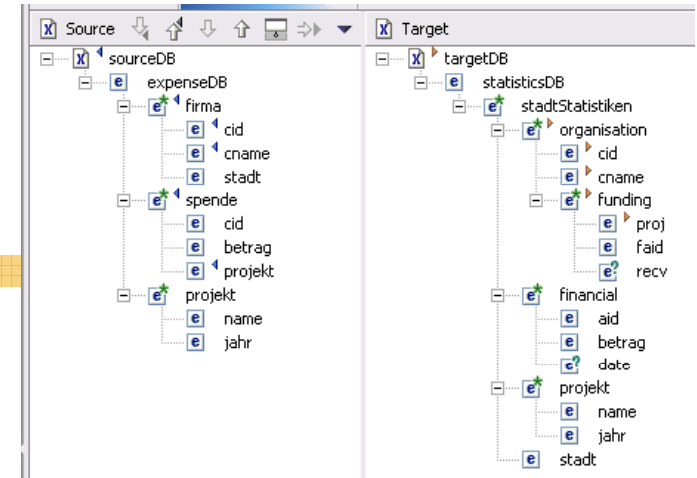 Source
sourceDB
expenseDB
firma
cid
cname
stadt
spende
cid
betrag
projekt
projekt
name
jahr
Target
targetDB
statisticsDB
stadtStatistiken
organisation
cid
cname
funding
proj
faid
recv
financial
aid
betrag
date
projekt
name
jahr
stadt